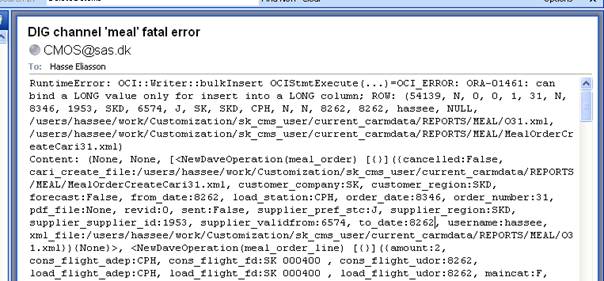 DIG channel 'meal' fatal error
CMOS@sas.dk
To: Hasse Eliasson
RuntimeError: OCI::Writer::bulkInsert OCIStmtExecute(...)=OCI_ERROR: ORA-01461: can
bind a LONG value only for insert into a LONG column; ROW: (54139, N, 0, 0, 1, 31, N,
8346, 1953, SKD, 6574, J, SK, SKD, CPH, N, N, 8262, 8262, hassee, NULL,
/users/hassee/work/Customization/sk_cms_user/current_carmdata/REPORTS/MEAL/O31.xml,
/users/hassee/work/Customization/sk_cms_user/current_carmdata/REPORTS/MEAL/MealOrderCr
eateCari31.xml)
Content: (None, None, [<NewDaveOperation(meal_order) [()]((cancelled:False,
cari_create_file:/users/hassee/work/Customization/sk_cms_user/current_carmdata/REPORTS
/MEAL/MealOrderCreateCari31.xml, customer_company:SK, customer_region:SKD,
forecast:False, from_date:8262, load_station:CPH, order_date:8346, order_number:31,
pdf_file:None, revid:0, sent:False, supplier_pref_stc:J, supplier_region:SKD,
supplier_supplier_id:1953, supplier_validfrom:6574, to_date:8262, username:hassee,
xml_file:/users/hassee/work/Customization/sk_cms_user/current_carmdata/REPORTS/MEAL/O3
1.xml))(None)>, <NewDaveOperation(meal_order_line) [()]((amount:2,
cons_flight_adep:CPH, cons_flight_fd:SK 000400 , cons_flight_udor:8262,
load_flight_adep:CPH, load_flight_fd:SK 000400 , load_flight_udor:8262, maincat:F,